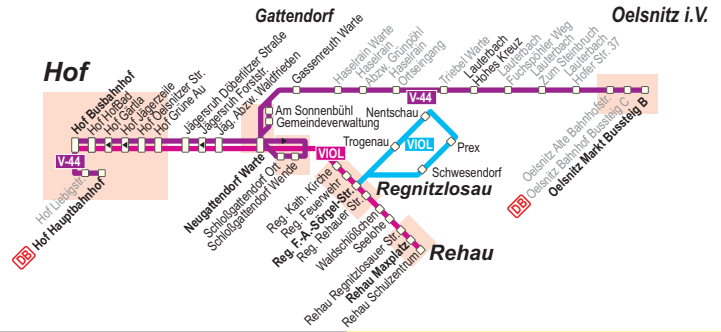 Gattendorf
Oelsnitz i.V.
Hof
Hof Busbahnhof
Hof HofBad
Hof Gärtla
Hof Jägerzeile
Hof Oelsnitzer Str.
Hof Grüne Au
Jägersruh Döberlitzer Straße
Jägersruh Forststr.
Jäg. Abzw. Waldfrieden
Gassenreuth Warte
Haselrain Warte
Haselrain
Abzw. Grünpöhl
Haselrain
Ortseingang
Triebel Warte
Lauterbach
Hohes Kreuz
Lauterbach
Fuchspöhler Weg
Lauterbach
Zum Steinbruch
Lauterbach
Hofer Str. 37
V-44
Am Sonnenbühl
Gemeindeverwaltung
Nentschau
Trogenau
VIOL
Prex
Schwesendorf
VIOL
Regnitzlosau
V-44
Hof Liebigstr.
DB Hof Hauptbahnhof
Neugattendorf Warte
Schloßgattendorf Ort
Schloßgattendorf Wende
Reg. Kath. Kirche
Reg. Feuerwehr
Reg. F.-A.-Sörgel-Str.
Reg. Rehauer Str.
Waldschlößchen
Seelohe
Rehau Regnitzlosauer Str.
Rehau Maxplatz
Rehau Schulzentrum
Rehau
Oelsnitz Alte Bahnhofstr.
DB Oelsnitz Bahnhof Bussteig C
Oelsnitz Markt Bussteig B